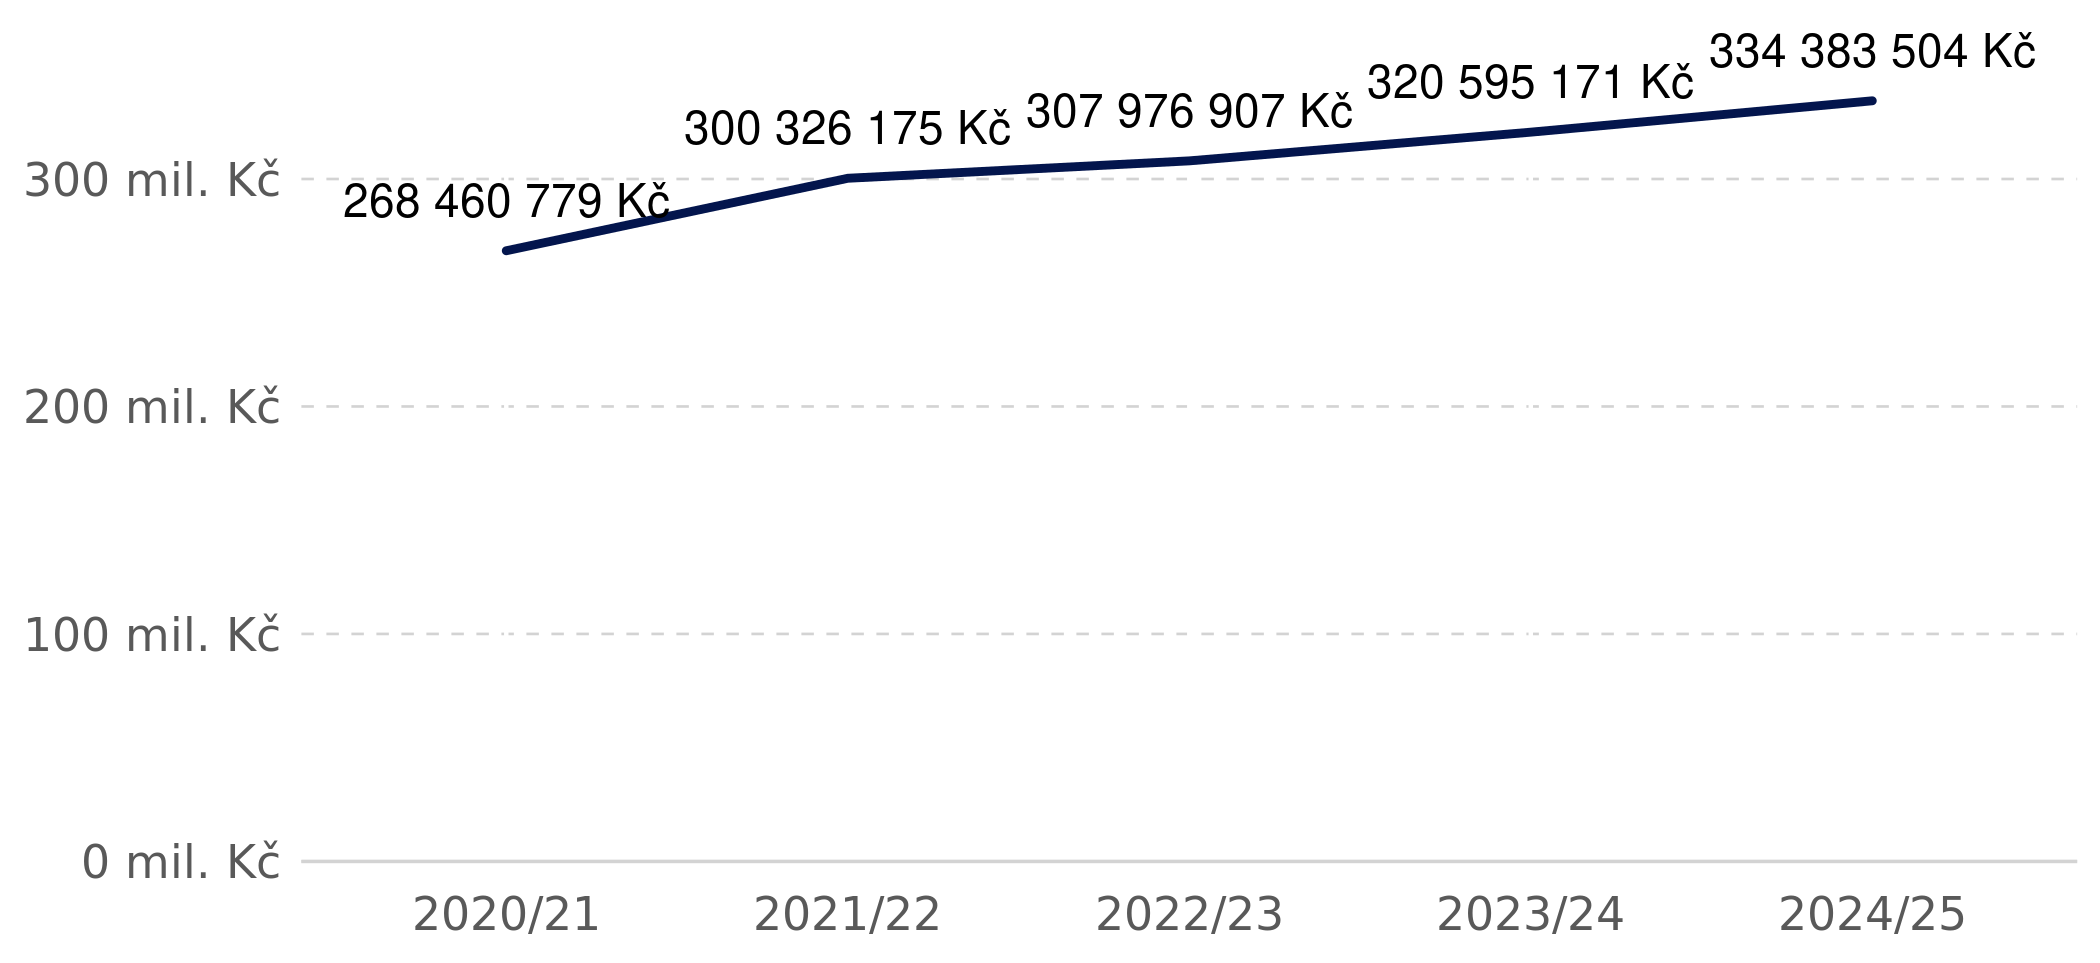 334 383 504 Kč
320 595 171 Kč
307 976 907 Kč
300 326 175 Kč
300 mil. Kč
268 460 779 Kč
200 mil. Kč
100 mil. Kč
0 mil. Kč
2020/21 2021/22 2022/23 2023/24 2024/25